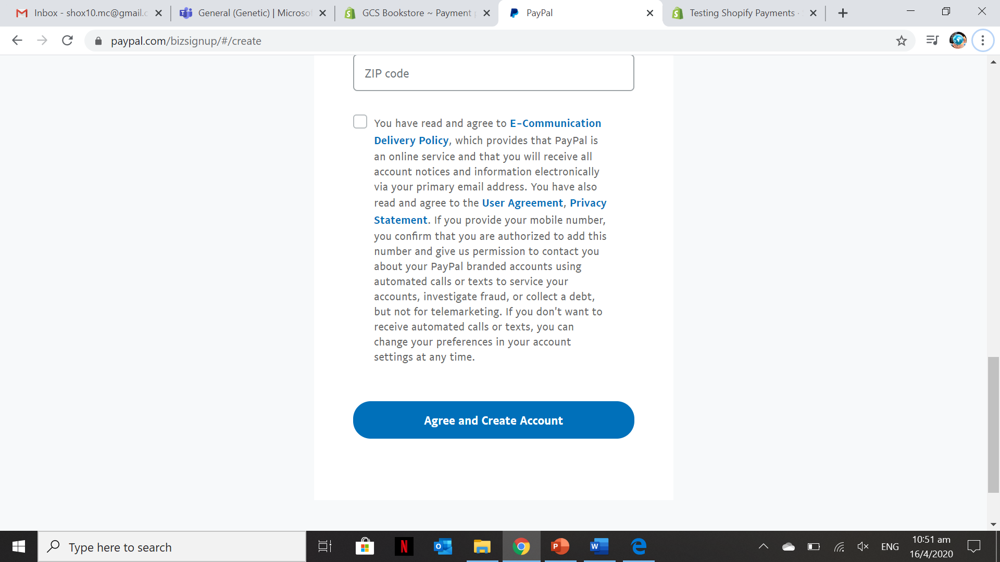 Inbox - shox10.mc@gmail.c
General (Genetic) | Microsof
GCS Bookstore ~ Payment p
PayPal
Testing Shopify Payments ·
paypal.com/bizsignup/#/create
ZIP code
You have read and agree to E-Communication
Delivery Policy, which provides that PayPal is
an online service and that you will receive all
account notices and information electronically
via your primary email address. You have also
read and agree to the User Agreement, Privacy
Statement. If you provide your mobile number,
you confirm that you are authorized to add this
number and give us permission to contact you
about your PayPal branded accounts using
automated calls or texts to service your
accounts, investigate fraud, or collect a debt,
but not for telemarketing. If you don't want to
receive automated calls or texts, you can
change your preferences in your account
settings at any time.
Agree and Create Account
Type here to search
ENG
10:51 am
16/4/2020